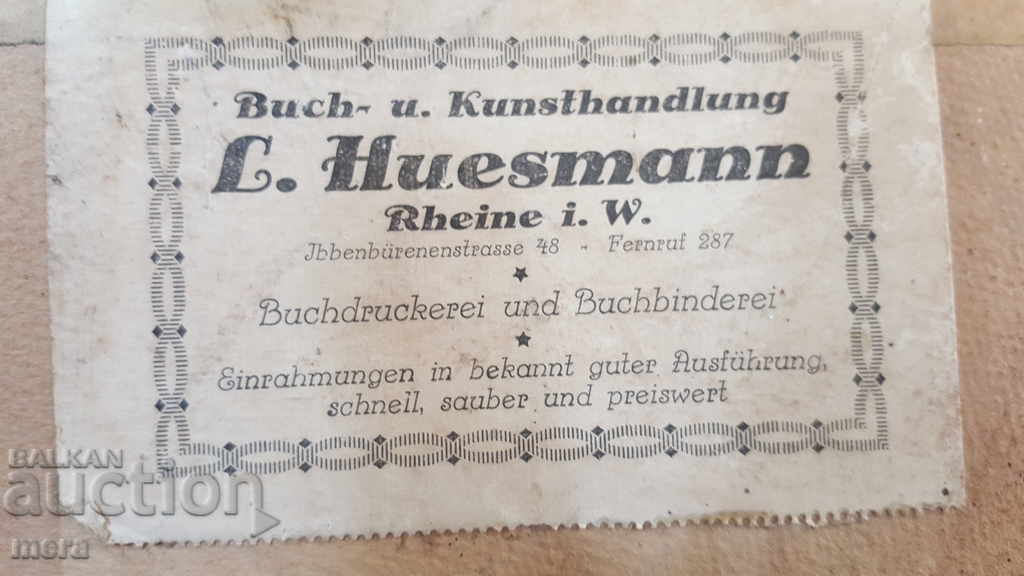 Buch- u. Kunsthandlung
L. Huesmann
Rheine i. W.
Ibbenbürenenstrasse 48 - Fernruf 287
Buchdruckerei und Buchbinderei
Einrahmungen in bekannt guter Ausführung,
schnell, sauber und preiswert
BALKAN
auction
mera